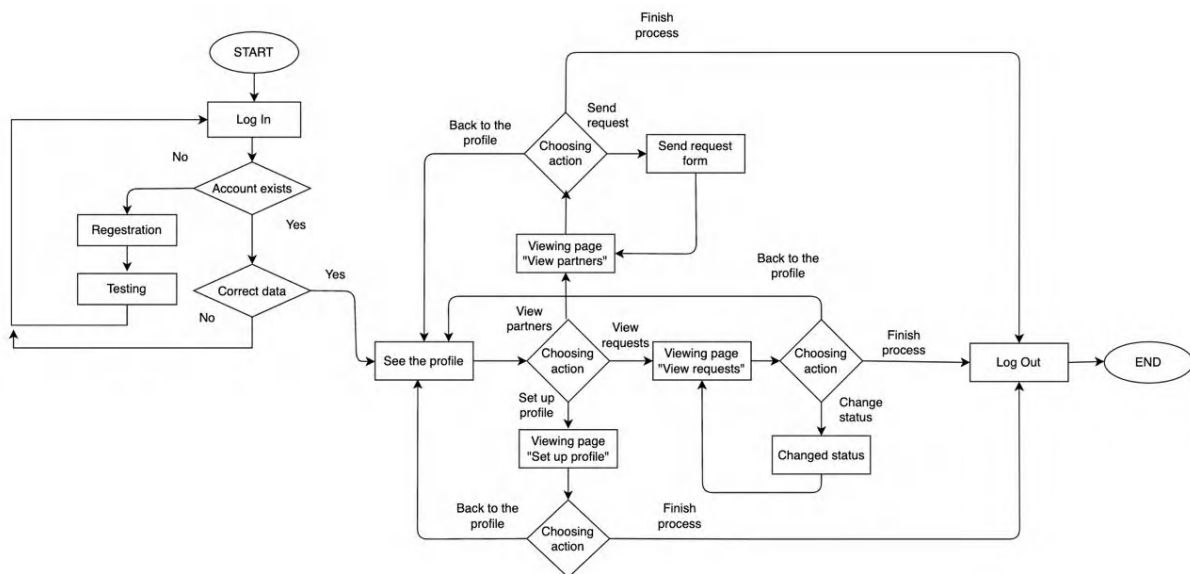 Finish
process
START
Send
request
Log In
Back to the
profile
Choosing
action
Send request
form
No
Account exists
Yes
Regestration
Viewing page
"View partners"
Back to the
profile
Testing
Correct data
Yes
No
View
partners
View
requests
Finish
process
See the profile
Choosing
action
Viewing page
"View requests"
Choosing
action
Log Out
END
Set up
profile
Change
status
Viewing page
"Set up profile"
Changed status
Back to the
profile
Finish
process
Choosing
action